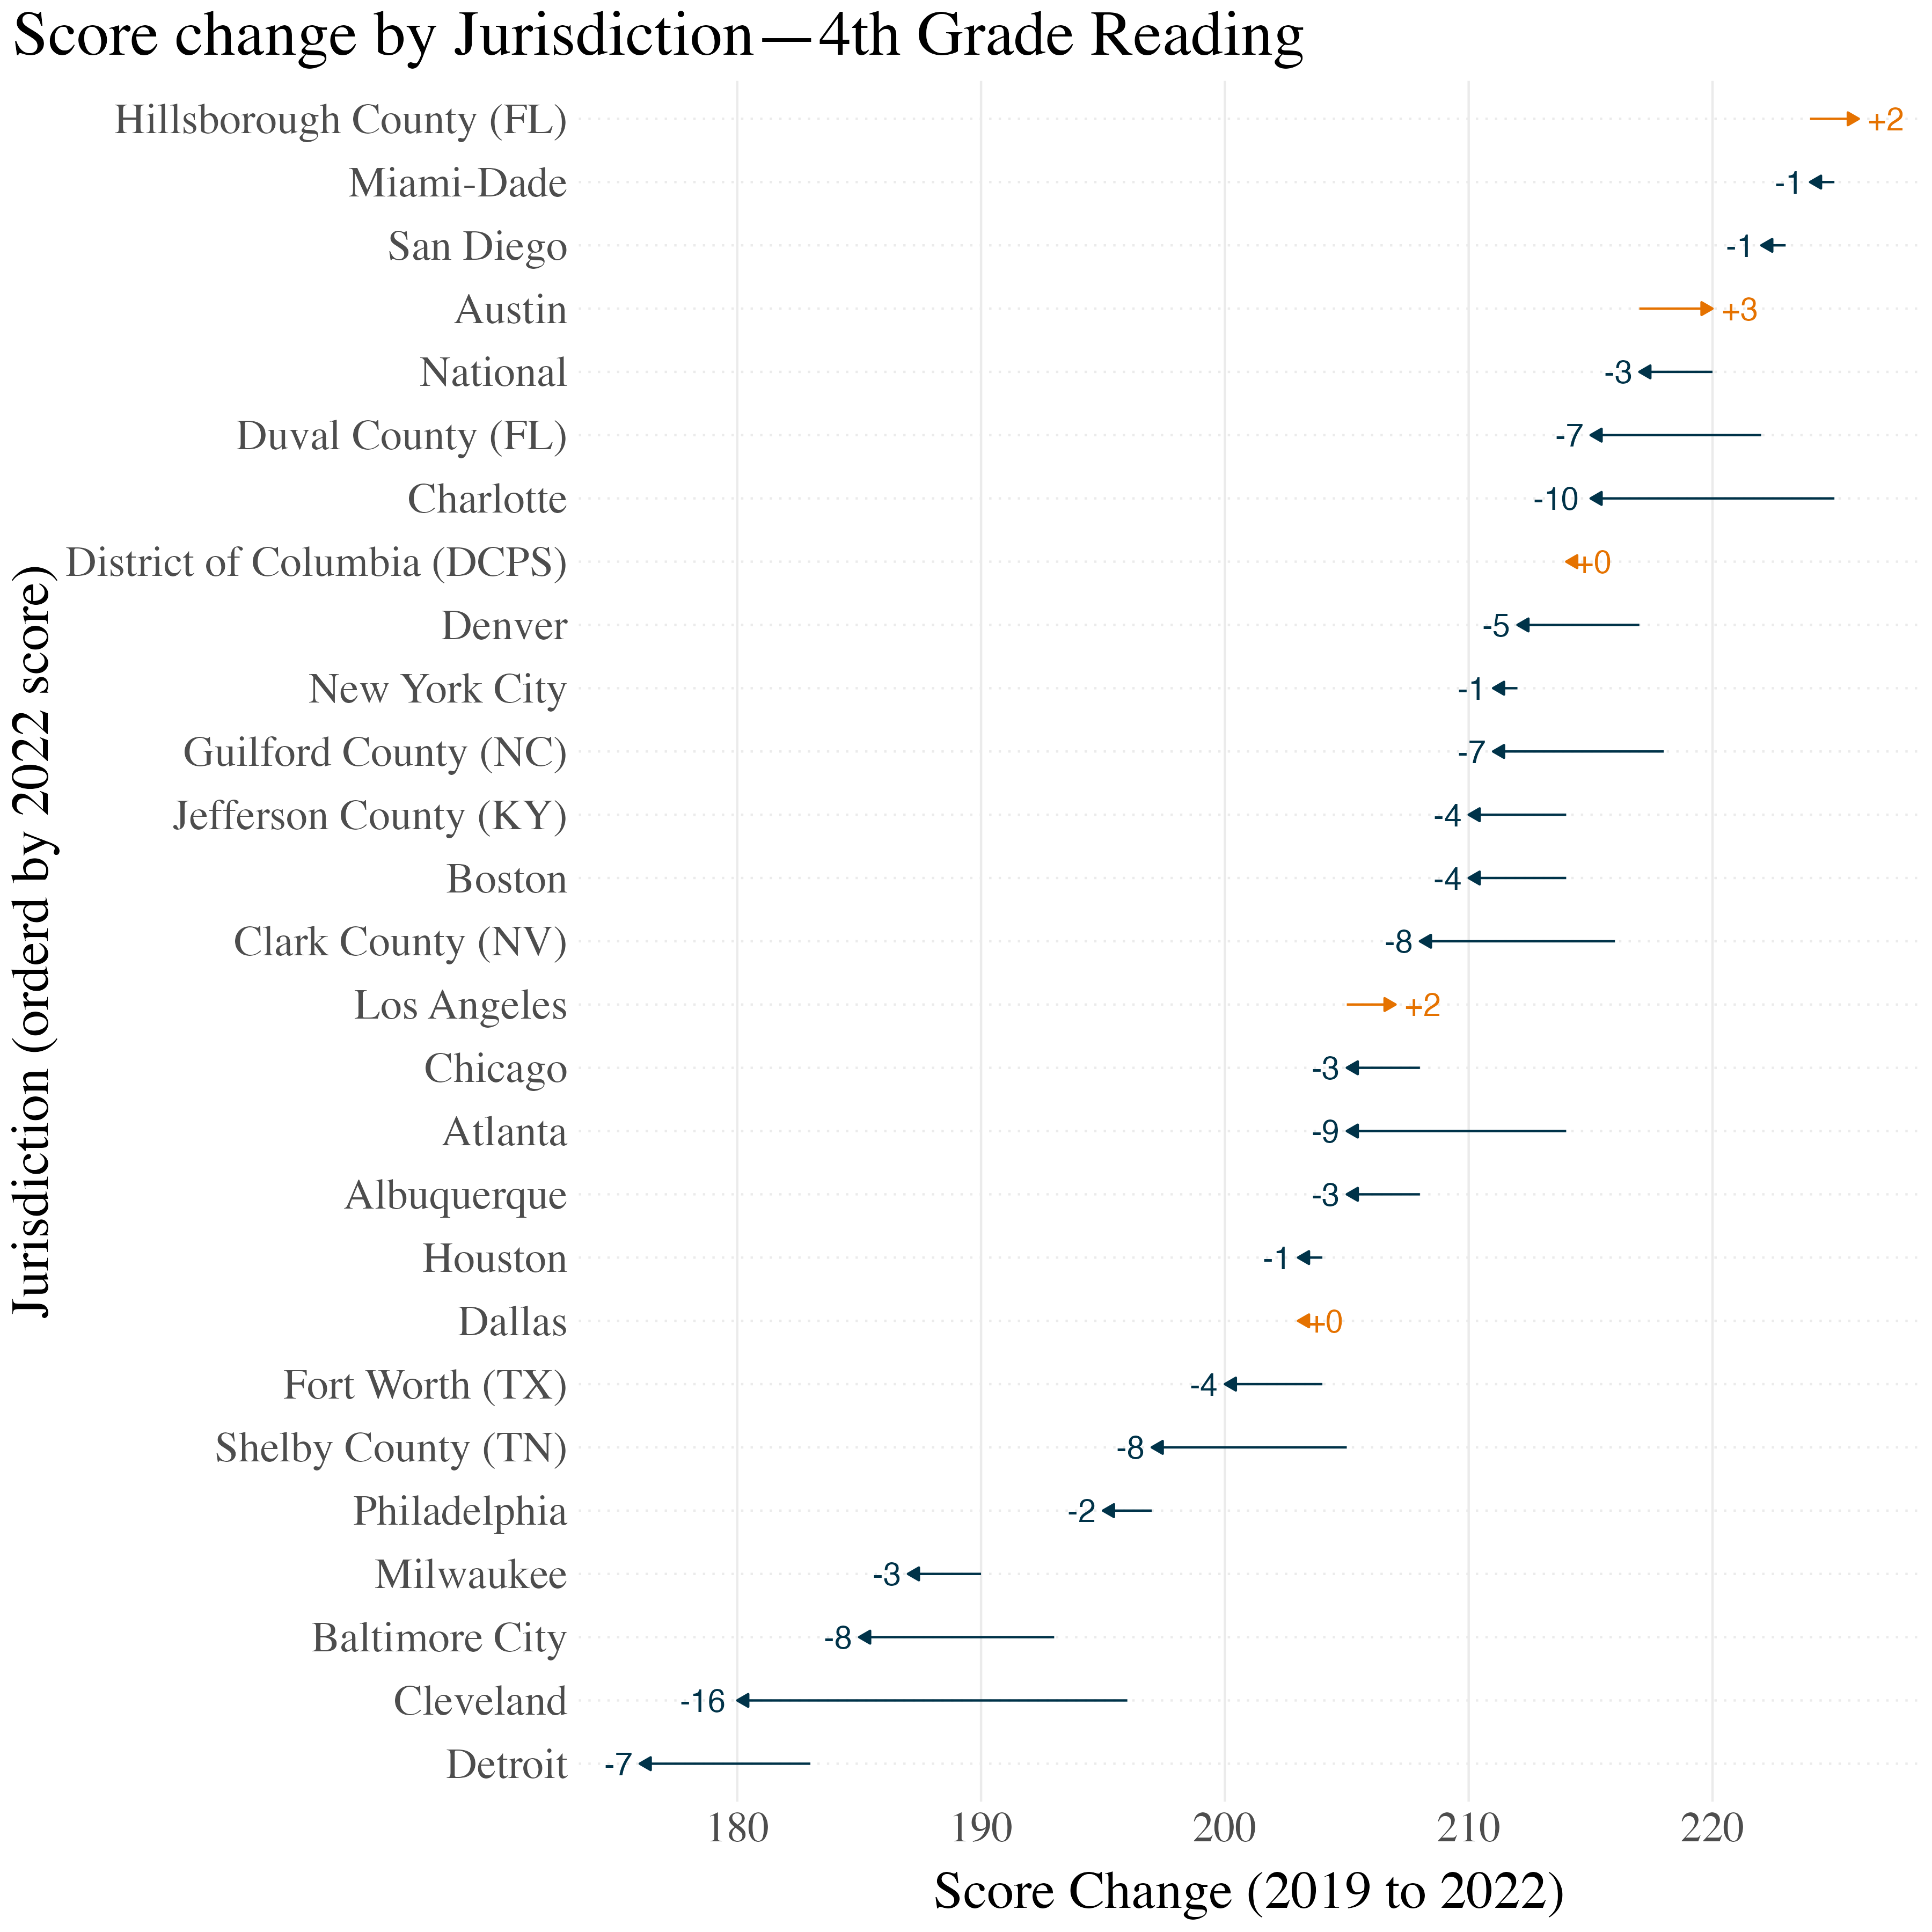 Score change by Jurisdiction—4th Grade Reading
Jurisdiction (orderd by 2022 score)
Hillsborough County (FL) +2
Miami-Dade -1
San Diego -1
Austin +3
National -3
Duval County (FL) -7
Charlotte -10
District of Columbia (DCPS) +0
Denver -5
New York City -1
Guilford County (NC) -7
Jefferson County (KY) -4
Boston -4
Clark County (NV) -8
Los Angeles +2
Chicago -3
Atlanta -9
Albuquerque -3
Houston -1
Dallas +0
Fort Worth (TX) -4
Shelby County (TN) -8
Philadelphia -2
Milwaukee -3
Baltimore City -8
Cleveland -16
Detroit -7
180 190 200 210 220
Score Change (2019 to 2022)